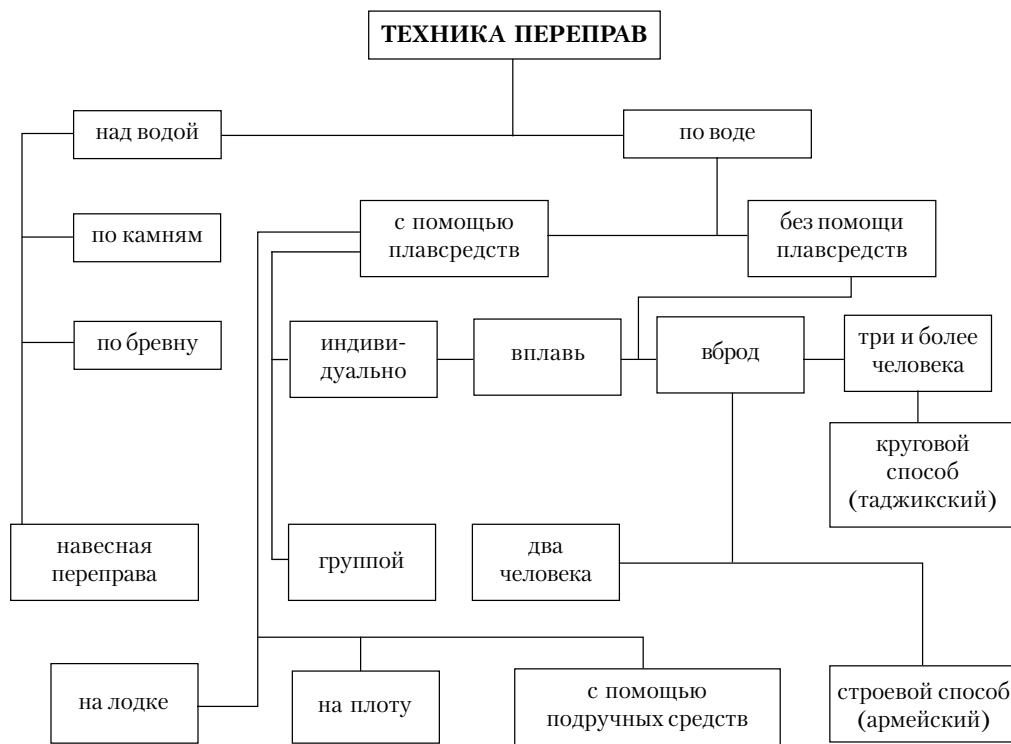 ТЕХНИКА ПЕРЕПРАВ
над водой
по воде
по камням
с помощью
плавсредств
без помощи
плавсредств
по бревну
индиви-
дуально
вплавь
вброд
три и более
человека
круговой
способ
(таджикский)
навесная
переправа
группой
два
человека
на лодке
на плоту
с помощью
подручных средств
строевой способ
(армейский)